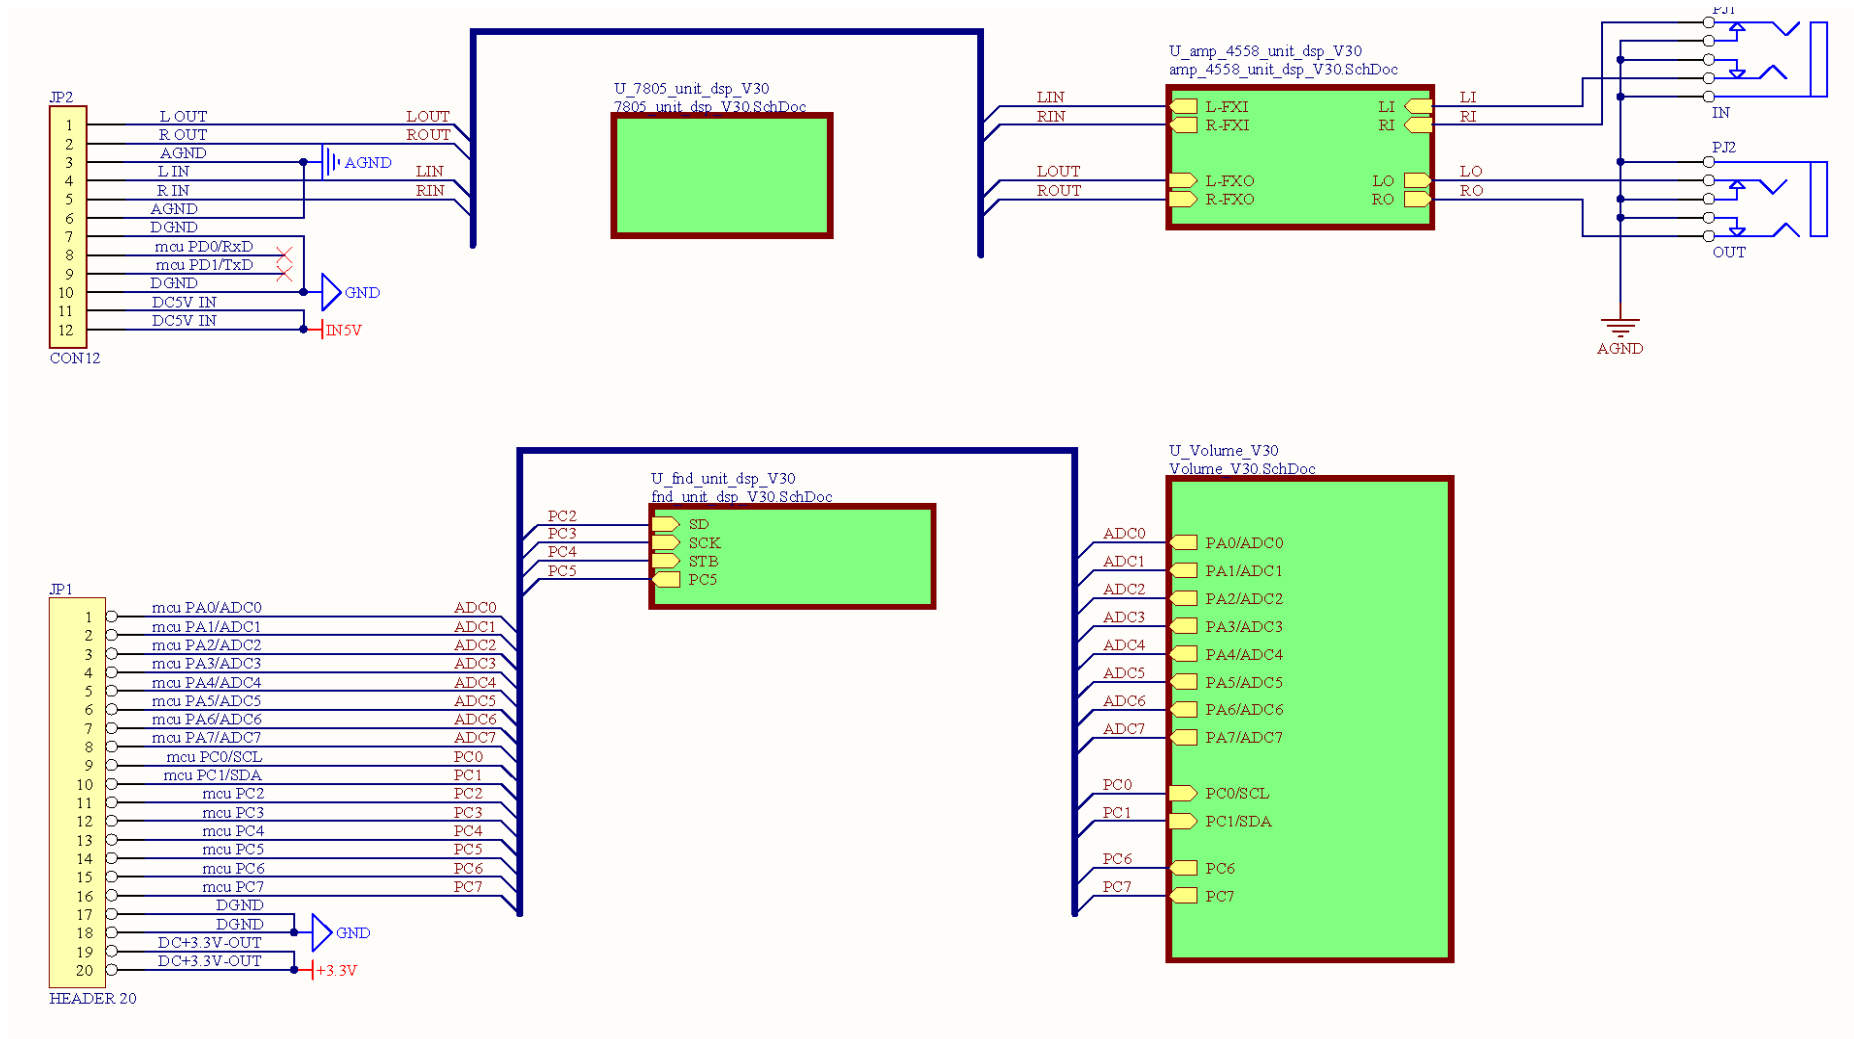 JP2
1
2
3
4
5
6
7
8
9
10
11
12
CON12
L OUT
R OUT
AGND
L IN
R IN
AGND
DGND
mcu PD0/RxD
mcu PD1/TxD
DGND
DC5V IN
DC5V IN
AGND
GND
IN5V
LOUT
ROUT
LIN
RIN
U_7805_unit_dsp_V30
7805_unit_dsp_V30.SchDoc
LIN
RIN
LOUT
ROUT
U_amp_4558_unit_dsp_V30
amp_4558_unit_dsp_V30.SchDoc
L-FXI
R-FXI
L-FXO
R-FXO
LI
RI
LO
RO
LI
RI
LO
RO
PJ1
IN
PJ2
OUT
AGND
JP1
1
2
3
4
5
6
7
8
9
10
11
12
13
14
15
16
17
18
19
20
HEADER 20
mcu PA0/ADC0
mcu PA1/ADC1
mcu PA2/ADC2
mcu PA3/ADC3
mcu PA4/ADC4
mcu PA5/ADC5
mcu PA6/ADC6
mcu PA7/ADC7
mcu PC0/SCL
mcu PC1/SDA
mcu PC2
mcu PC3
mcu PC4
mcu PC5
mcu PC6
mcu PC7
DGND
DGND
DC+3.3V-OUT
DC+3.3V-OUT
GND
+3.3V
ADC0
ADC1
ADC2
ADC3
ADC4
ADC5
ADC6
ADC7
PC0
PC1
PC2
PC3
PC4
PC5
PC6
PC7
U_fnd_unit_dsp_V30
fnd_unit_dsp_V30.SchDoc
PC2
PC3
PC4
PC5
SD
SCK
STB
PC5
U_Volume_V30
Volume_V30.SchDoc
ADC0
ADC1
ADC2
ADC3
ADC4
ADC5
ADC6
ADC7
PC0
PC1
PC6
PC7
PA0/ADC0
PA1/ADC1
PA2/ADC2
PA3/ADC3
PA4/ADC4
PA5/ADC5
PA6/ADC6
PA7/ADC7
PC0/SCL
PC1/SDA
PC6
PC7